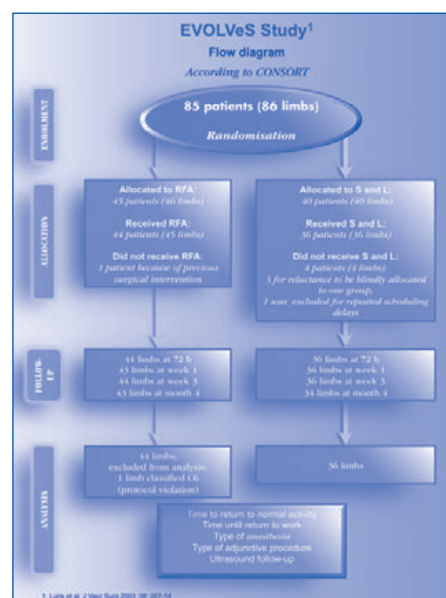 EVOLVeS Study1
Flow diagram
According to CONSORT
ENROLMENT
85 patients (86 limbs)
Randomisation
ALLOCATION
Allocated to RFA:
45 patients (46 limbs)
Received RFA:
44 patients (45 limbs)
Did not receive RFA:
1 patient because of previous
surgical intervention
Allocated to S and L:
40 patients (40 limbs)
Received S and L:
36 patients (36 limbs)
Did not receive S and L:
4 patients (4 limbs);
3 for reluctance to be blindly allocated
to one group,
1 was excluded for repeated scheduling
delays
FOLLOW-
UP
44 limbs at 72 h
43 limbs at week 1
44 limbs at week 3
43 limbs at month 4
36 limbs at 72 h
36 limbs at week 1
36 limbs at week 3
34 limbs at month 4
ANALYSIS
44 limbs,
excluded from analysis:
1 limb classified C6
(protocol violation)
36 limbs
Time to return to normal activity
Time until return to work
Type of anesthesia
Type of adjunctive procedure
Ultrasound follow-up
1. Lurie et al. J Vasc Surg 2003